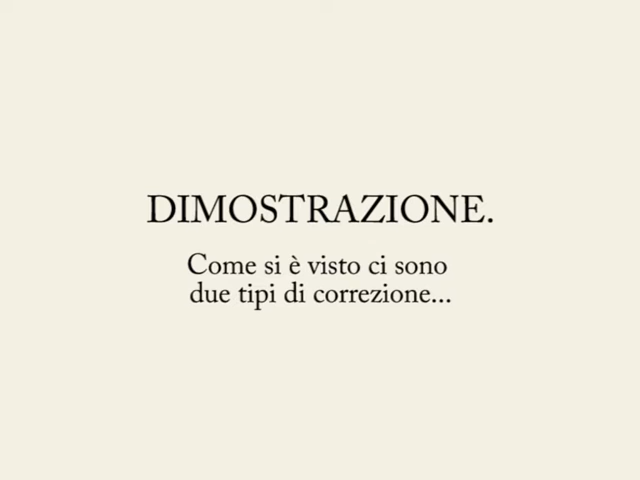 DIMOSTRAZIONE.
Come si è visto ci sono
due tipi di correzione...